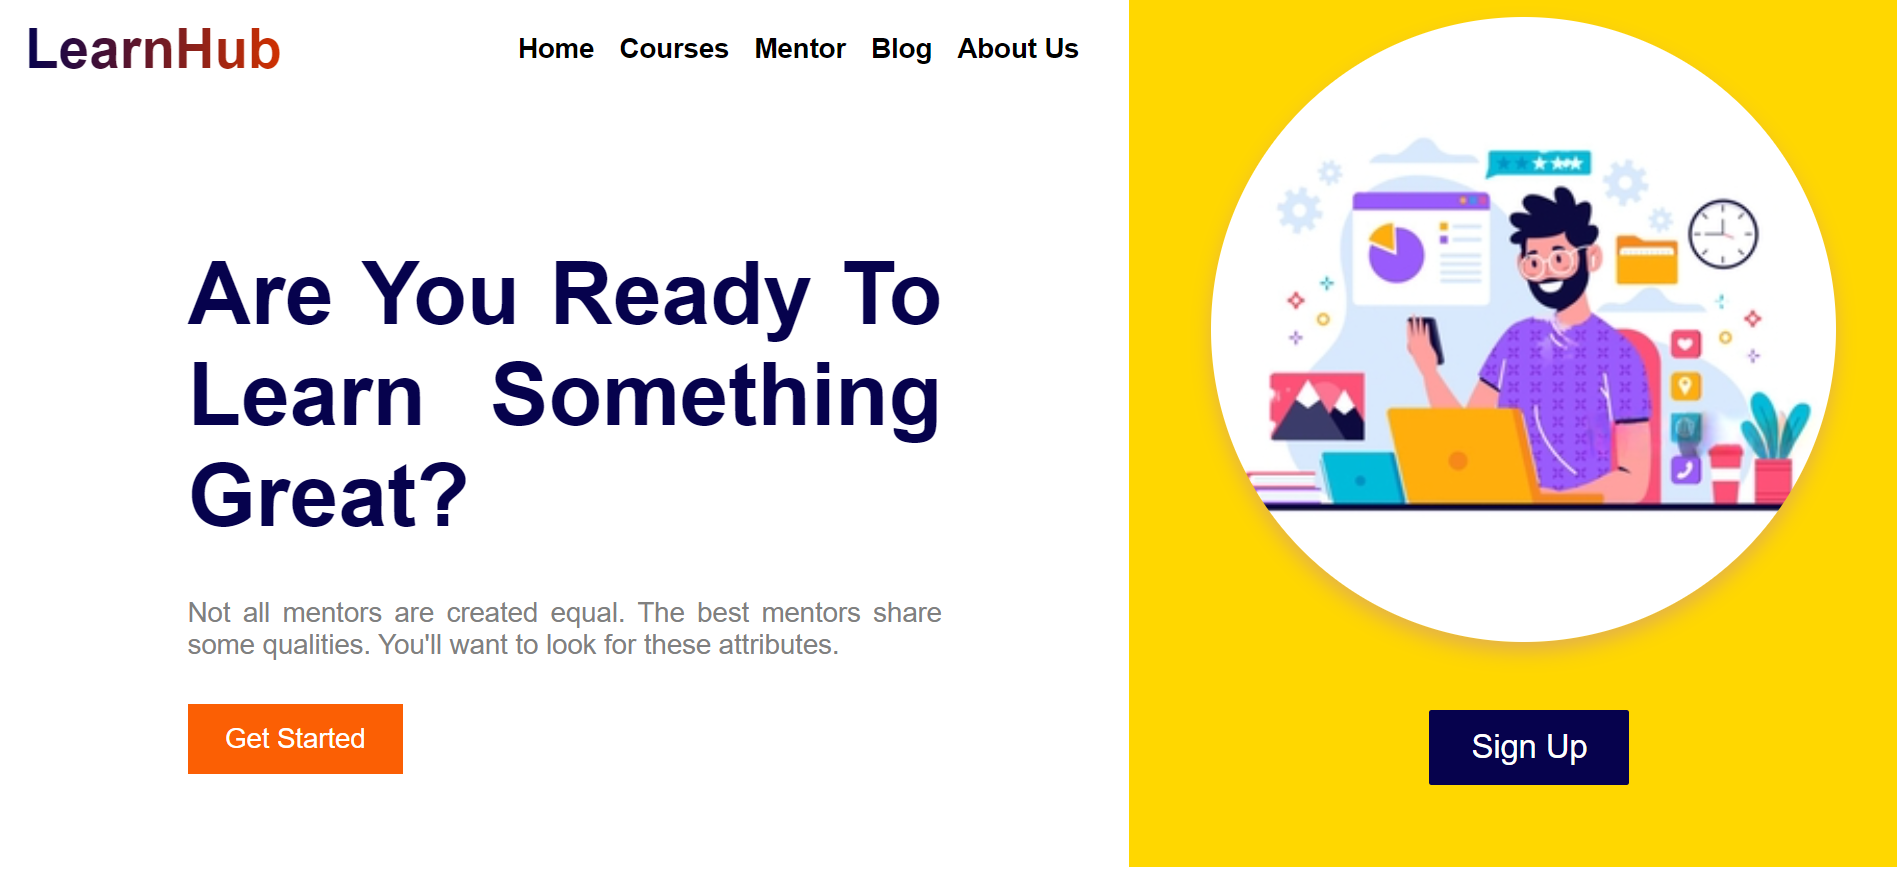 LearnHub
Home Courses Mentor Blog About Us
Are You Ready To
Learn Something
Great?
Not all mentors are created equal. The best mentors share
some qualities. You'll want to look for these attributes.
Get Started
Sign Up